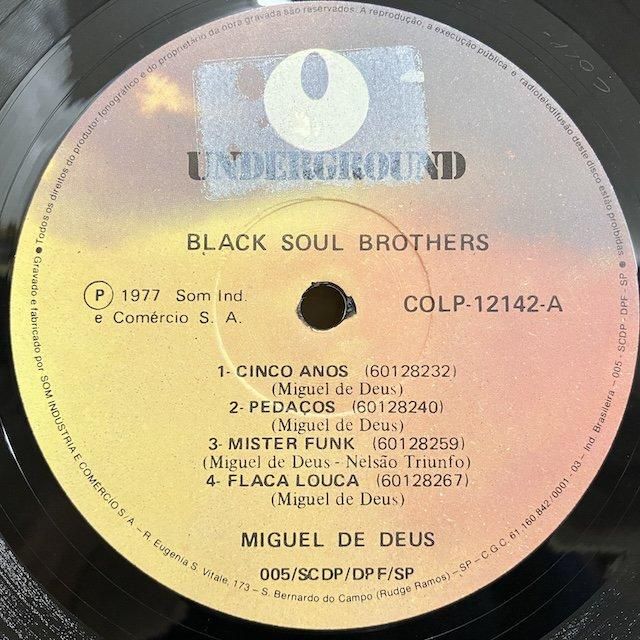 ● Todos os direitos do produtor fonográfico e do proprietário da obra gravada são reservados. A reprodução, a execução pública e radioteledifusão deste disco estão proibidas ●
UNDERGROUND
BLACK SOUL BROTHERS
P 1977 Som Ind.
e Comércio S. A.
COLP-12142-A
1- CINCO ANOS (60128232)
(Miguel de Deus)
2- PEDAÇOS (60128240)
(Miguel de Deus)
3- MISTER FUNK (60128259)
(Miguel de Deus - Nelsão Triunfo)
4- FLACA LOUCA (60128267)
(Miguel de Deus)
MIGUEL DE DEUS
005/SCDP/DPF/SP
Gravado e fabricado por SOM INDUSTRIA E COMÉRCIO S/A – R. Eugenia S. Vitale, 173 – S. Bernardo do Campo (Rudge Ramos) – SP – C.G.C. 61.160.842/0001-03 – Ind. Brasileira – 005 - SCDP - DPF - SP